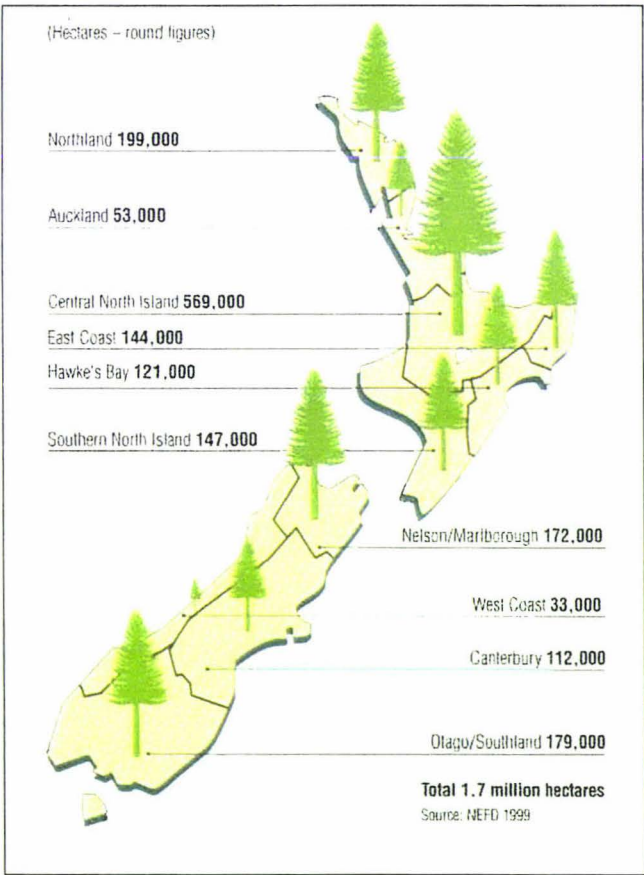 (Hectares – round figures)
Northland 199,000
Auckland 53,000
Central North Island 569,000
East Coast 144,000
Hawke's Bay 121,000
Southern North Island 147,000
Nelson/Marlborough 172,000
West Coast 33,000
Canterbury 112,000
Otago/Southland 179,000
Total 1.7 million hectares
Source: NEFD 1999